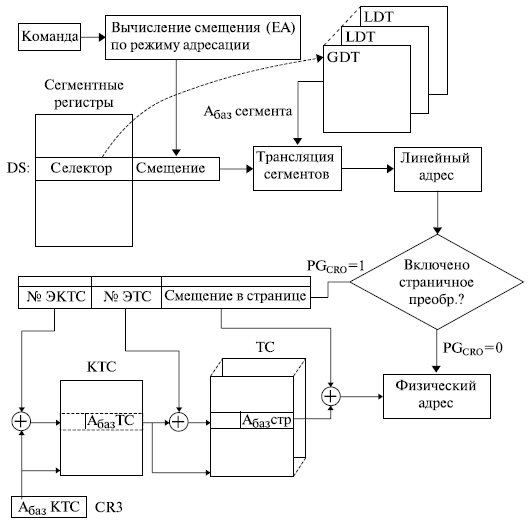 Команда
Вычисление смещения (EA)
по режиму адресации
LDT
LDT
GDT
Сегментные
регистры
Aбаз сегмента
DS:
Селектор
Смещение
Трансляция
сегментов
Линейный
адрес
PGCRO=1
Включено
страничное
преобр.?
№ ЭКТС
№ ЭТС
Смещение в странице
PGCRO=0
КТС
ТС
AбазТС
Aбазстр
Физический
адрес
Aбаз КТС
CR3